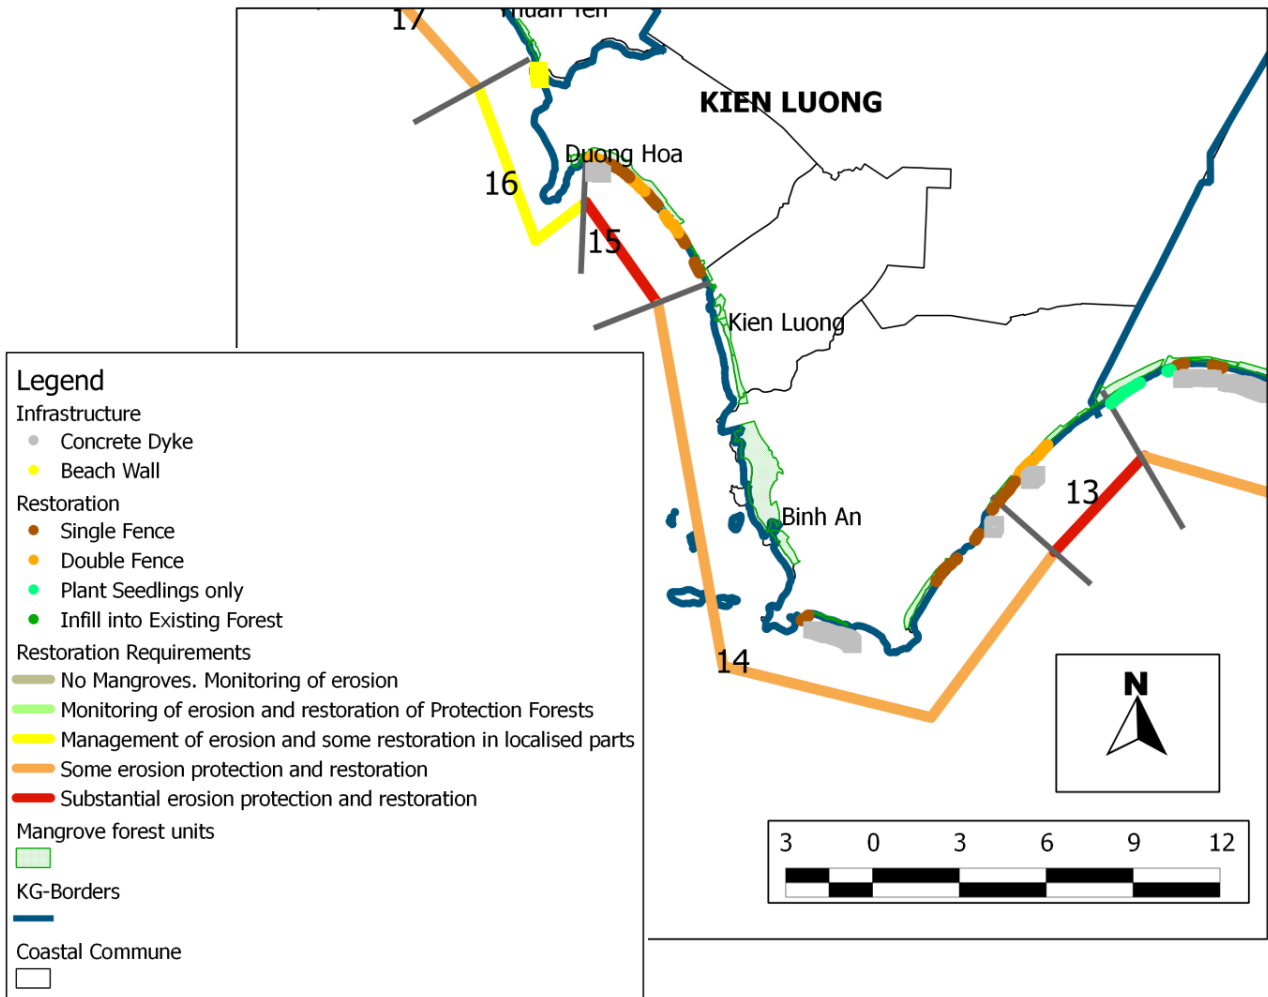 17
Thuan Yen
KIEN LUONG
Duong Hoa
16
15
Kien Luong
Binh An
13
14
N
3 0 3 6 9 12
Legend
Infrastructure
Concrete Dyke
Beach Wall
Restoration
Single Fence
Double Fence
Plant Seedlings only
Infill into Existing Forest
Restoration Requirements
No Mangroves. Monitoring of erosion
Monitoring of erosion and restoration of Protection Forests
Management of erosion and some restoration in localised parts
Some erosion protection and restoration
Substantial erosion protection and restoration
Mangrove forest units
KG-Borders
Coastal Commune